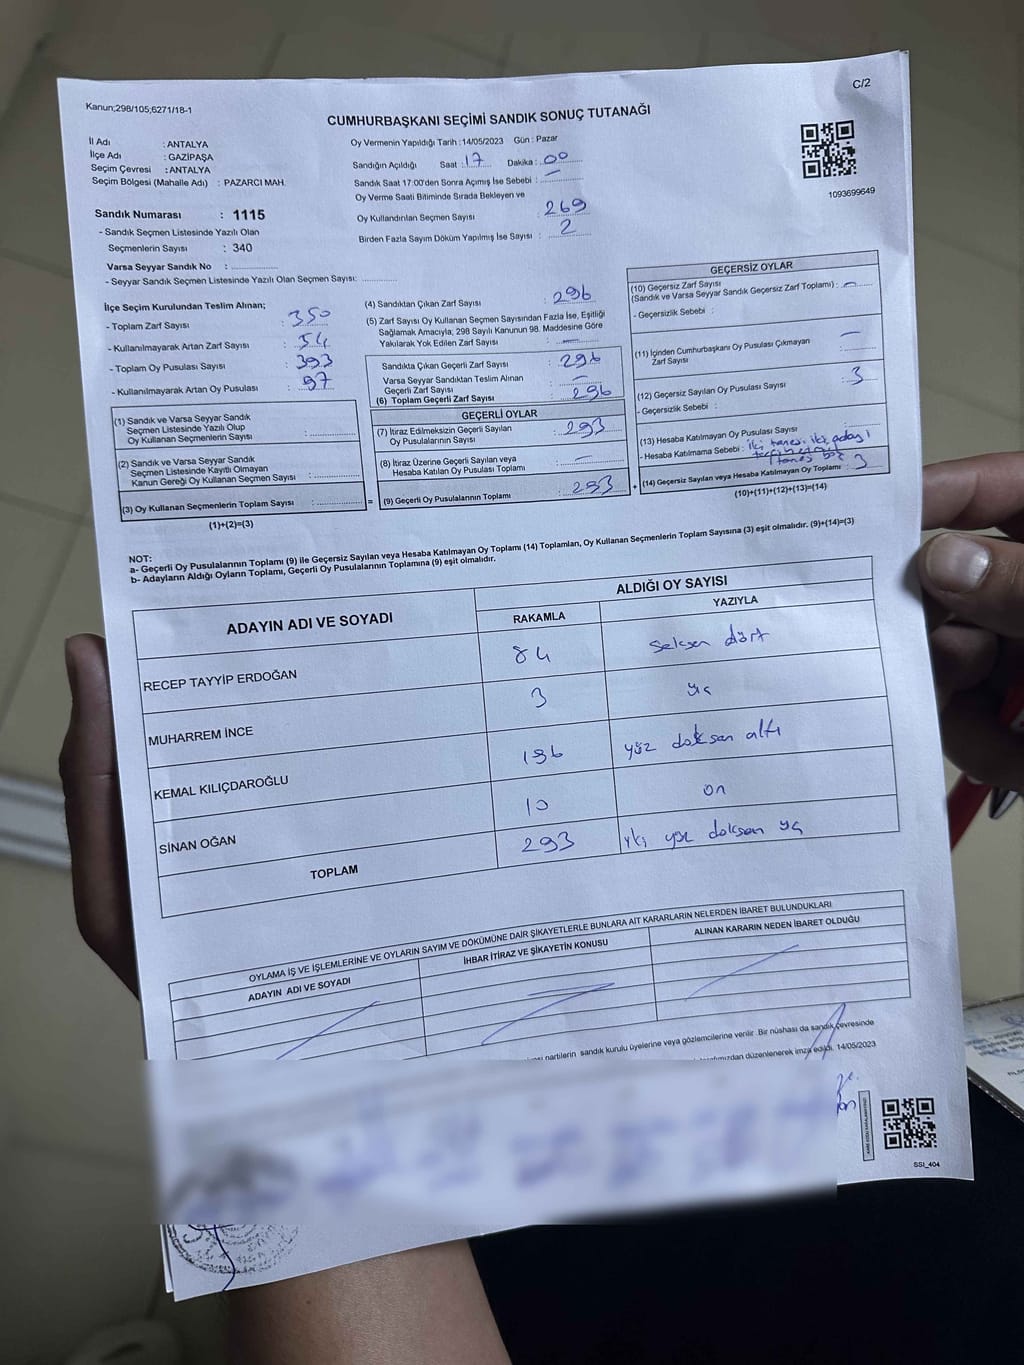 C/2
Kanun;298/105;6271/18-1
CUMHURBAŞKANI SEÇİMİ SANDIK SONUÇ TUTANAĞI
İl Adı : ANTALYA
İlçe Adı : GAZİPAŞA
Seçim Çevresi : ANTALYA
Seçim Bölgesi (Mahalle Adı) : PAZARCI MAH.
Oy Vermenin Yapıldığı Tarih :14/05/2023 Gün : Pazar
Sandığın Açıldığı Saat : 17 Dakika : 00
Sandık Saat 17:00'den Sonra Açımış İse Sebebi : —
Oy Verme Saati Bitiminde Sırada Bekleyen ve
Oy Kullandırılan Seçmen Sayısı 269
Birden Fazla Sayım Döküm Yapılmış İse Sayısı : 2
1093699649
Sandık Numarası : 1115
- Sandık Seçmen Listesinde Yazılı Olan
Seçmenlerin Sayısı : 340
Varsa Seyyar Sandık No :
- Seyyar Sandık Seçmen Listesinde Yazılı Olan Seçmen Sayısı:
İlçe Seçim Kurulundan Teslim Alınan;
- Toplam Zarf Sayısı : 350
- Kullanılmayarak Artan Zarf Sayısı : 54
- Toplam Oy Pusulası Sayısı : 393
- Kullanılmayarak Artan Oy Pusulası : 97
(1) Sandık ve Varsa Seyyar Sandık
Seçmen Listesinde Yazılı Olup
Oy Kullanan Seçmenlerin Sayısı :
(2) Sandık ve Varsa Seyyar Sandık
Seçmen Listesinde Kayıtlı Olmayan
Kanun Gereği Oy Kullanan Seçmen Sayısı :
(3) Oy Kullanan Seçmenlerin Toplam Sayısı :
(1)+(2)=(3)
(4) Sandıktan Çıkan Zarf Sayısı : 296
(5) Zarf Sayısı Oy Kullanan Seçmen Sayısından Fazla İse, Eşitliği
Sağlamak Amacıyla, 298 Sayılı Kanunun 98. Maddesine Göre
Yakılarak Yok Edilen Zarf Sayısı : —
Sandıkta Çıkan Geçerli Zarf Sayısı : 296
Varsa Seyyar Sandıktan Teslim Alınan
Geçerli Zarf Sayısı : —
(6) Toplam Geçerli Zarf Sayısı : 296
GEÇERLİ OYLAR
(7) İtiraz Edilmeksizin Geçerli Sayılan
Oy Pusulalarının Sayısı : 293
(8) İtiraz Üzerine Geçerli Sayılan veya
Hesaba Katılan Oy Pusulası Toplamı : —
= (9) Geçerli Oy Pusulalarının Toplamı : 293
GEÇERSİZ OYLAR
(10) Geçersiz Zarf Sayısı
(Sandık ve Varsa Seyyar Sandık Geçersiz Zarf Toplamı) : —
- Geçersizlik Sebebi :
(11) İçinden Cumhurbaşkanı Oy Pusulası Çıkmayan
Zarf Sayısı : —
(12) Geçersiz Sayılan Oy Pusulası Sayısı : 3
- Geçersizlik Sebebi :
(13) Hesaba Katılmayan Oy Pusulası Sayısı :
- Hesaba Katılmama Sebebi : iki tanesi iki adayı
+ (14) Geçersiz Sayılan veya Hesaba Katılmayan Oy Toplamı : 3
(10)+(11)+(12)+(13)=(14)
NOT:
a- Geçerli Oy Pusulalarının Toplamı (9) ile Geçersiz Sayılan veya Hesaba Katılmayan Oy Toplamı (14) Toplamları, Oy Kullanan Seçmenlerin Toplam Sayısına (3) eşit olmalıdır. (9)+(14)=(3)
b- Adayların Aldığı Oyların Toplamı, Geçerli Oy Pusulalarının Toplamına (9) eşit olmalıdır.
ADAYIN ADI VE SOYADI
ALDIĞI OY SAYISI
RAKAMLA YAZIYLA
RECEP TAYYİP ERDOĞAN 84 seksen dört
MUHARREM İNCE 3 üç
KEMAL KILIÇDAROĞLU 196 yüz doksan altı
SİNAN OĞAN 10 on
TOPLAM 293 iki yüz doksan üç
OYLAMA İŞ VE İŞLEMLERİNE VE OYLARIN SAYIM VE DÖKÜMÜNE DAİR ŞİKAYETLERLE BUNLARA AİT KARARLARIN NELERDEN İBARET BULUNDUKLARI
ADAYIN ADI VE SOYADI İHBAR İTİRAZ VE ŞİKAYETİN KONUSU ALINAN KARARIN NEDEN İBARET OLDUĞU
partilerin sandık kurulu üyelerine veya gözlemcilerine verilir. Bir nüshası da sandık çevresinde
düzenlenerek imza edildi. 14/05/2023
SSI_404